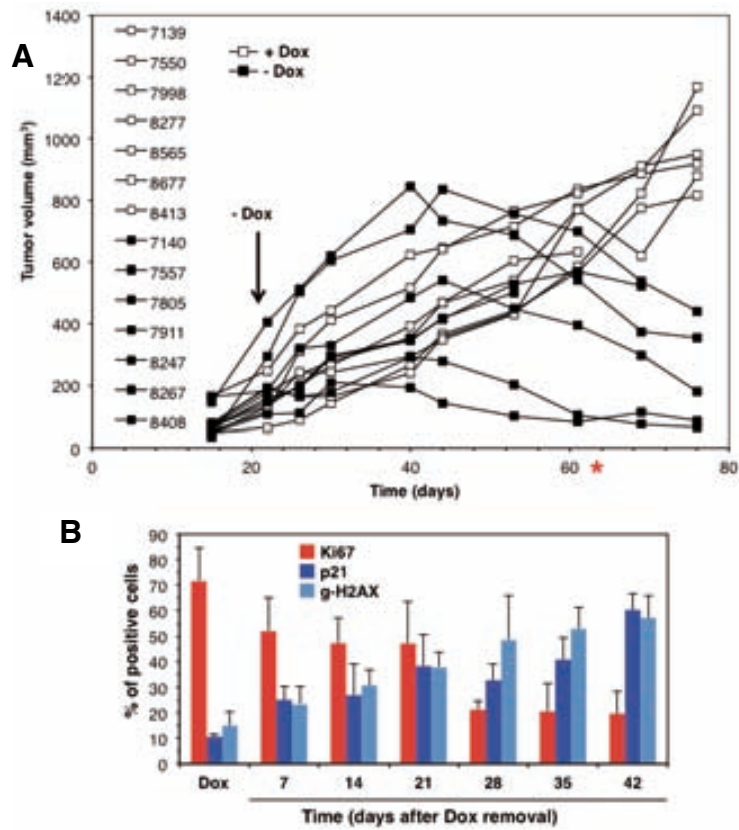 A
1400
1200
1000
800
600
400
200
0
Tumor volume (mm³)
7139
7550
7998
8277
8565
8677
8413
7140
7557
7805
7911
8247
8267
8408
+ Dox
- Dox
- Dox
0 20 40 60 * 80
Time (days)
B
90
80
70
60
50
40
30
20
10
0
% of positive cells
Ki67
p21
g-H2AX
Dox 7 14 21 28 35 42
Time (days after Dox removal)